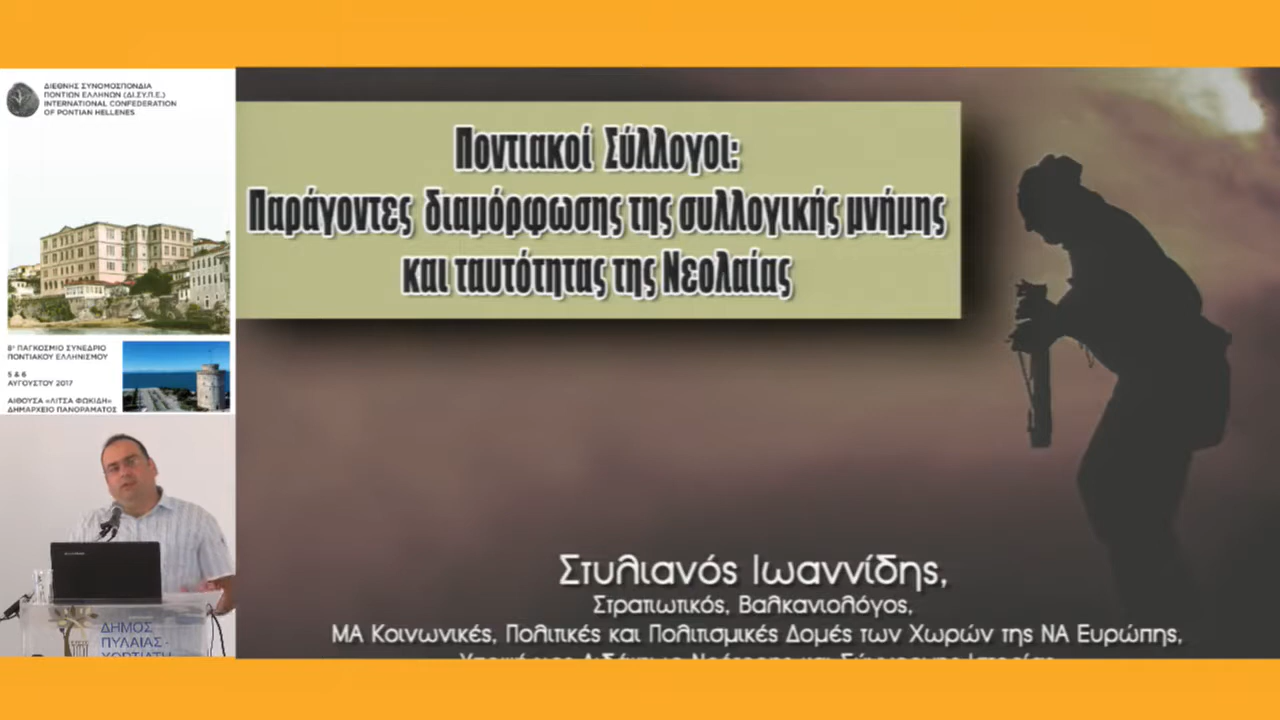 ΔΙΕΘΝΗΣ ΣΥΝΟΜΟΣΠΟΝΔΙΑ
ΠΟΝΤΙΩΝ ΕΛΛΗΝΩΝ (ΔΙ.ΣΥ.Π.Ε.)
INTERNATIONAL CONFEDERATION
OF PONTIAN HELLENES
8ο ΠΑΓΚΟΣΜΙΟ ΣΥΝΕΔΡΙΟ
ΠΟΝΤΙΑΚΟΥ ΕΛΛΗΝΙΣΜΟΥ
5 & 6
ΑΥΓΟΥΣΤΟΥ 2017
ΑΙΘΟΥΣΑ «ΛΙΤΣΑ ΦΩΚΙΔΗ»
ΔΗΜΑΡΧΕΙΟ ΠΑΝΟΡΑΜΑΤΟΣ
ΔΗΜΟΣ
ΠΥΛΑΙΑΣ -
ΧΟΡΤΙΑΤΗ
Ποντιακοί Σύλλογοι:
Παράγοντες διαμόρφωσης της συλλογικής μνήμης
και ταυτότητας της Νεολαίας
Στυλιανός Ιωαννίδης,
Στρατιωτικός, Βαλκανιολόγος,
ΜΑ Κοινωνικές, Πολιτικές και Πολιτισμικές Δομές των Χωρών της ΝΑ Ευρώπης,